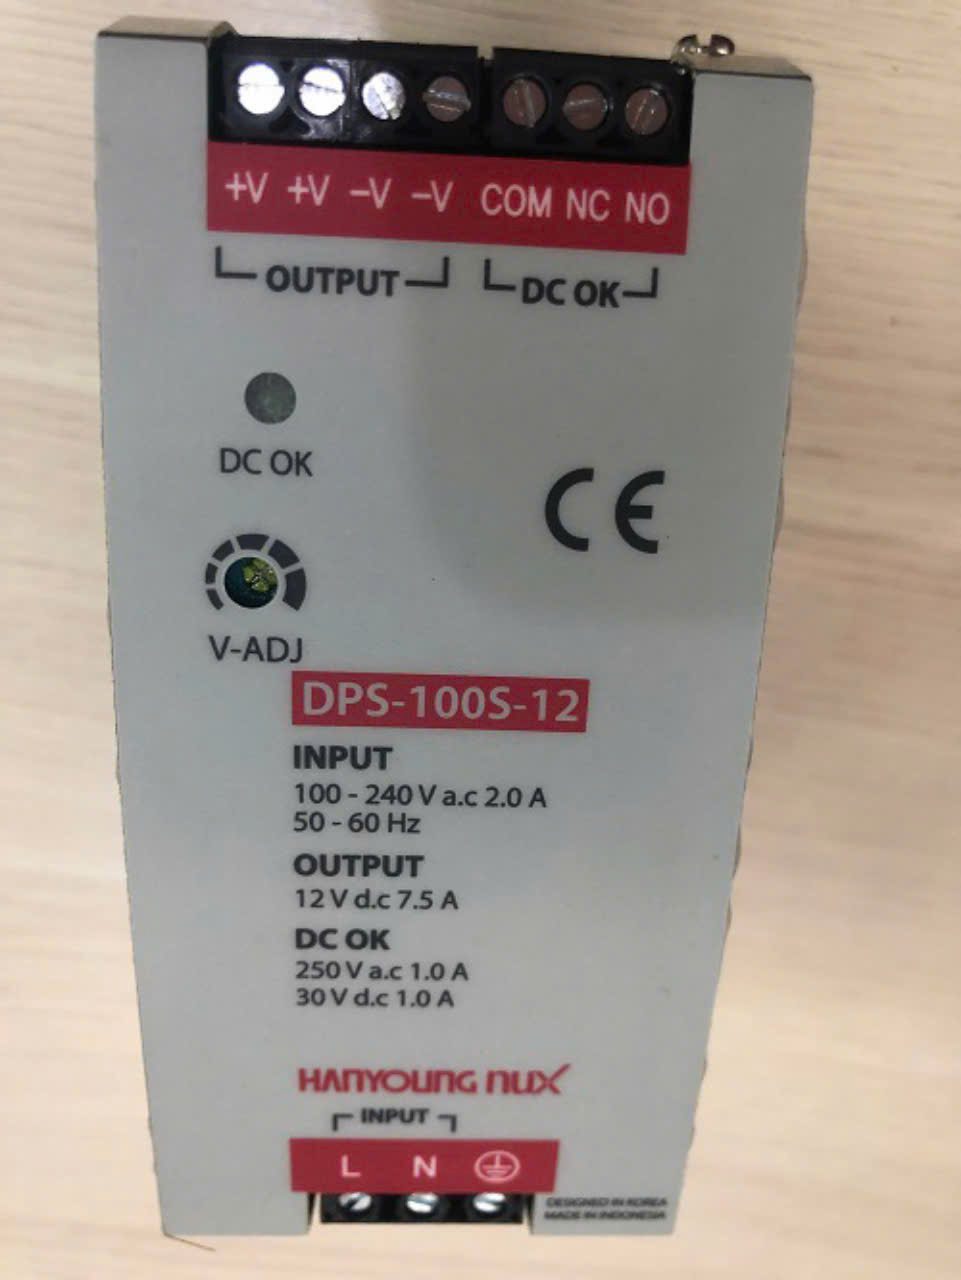 +V +V -V -V COM NC NO
OUTPUT DC OK
DC OK
CE
V-ADJ
DPS-100S-12
INPUT
100 - 240 V a.c 2.0 A
50 - 60 Hz
OUTPUT
12 V d.c 7.5 A
DC OK
250 V a.c 1.0 A
30 V d.c 1.0 A
HANYOUNG NUX
INPUT
L N
DESIGNED IN KOREA
MADE IN INDONESIA